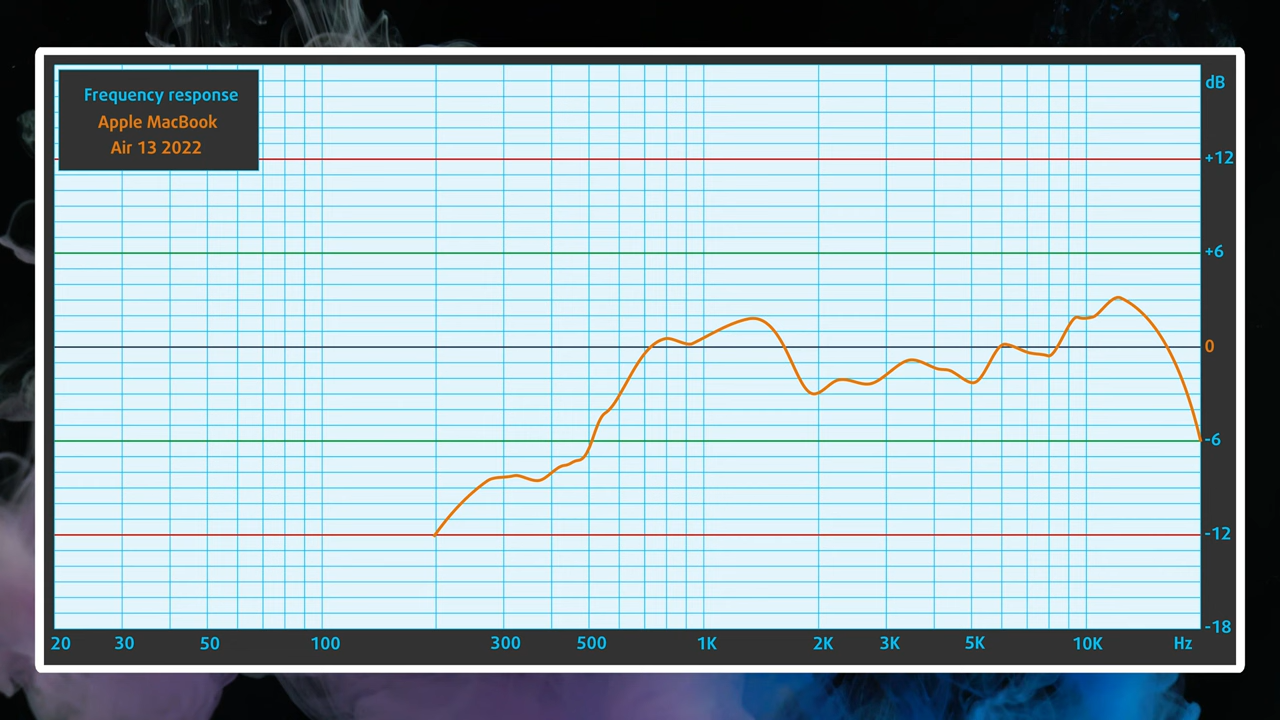 Frequency response
Apple MacBook
Air 13 2022
dB
+12
+6
0
-6
-12
-18
20 30 50 100 300 500 1K 2K 3K 5K 10K Hz